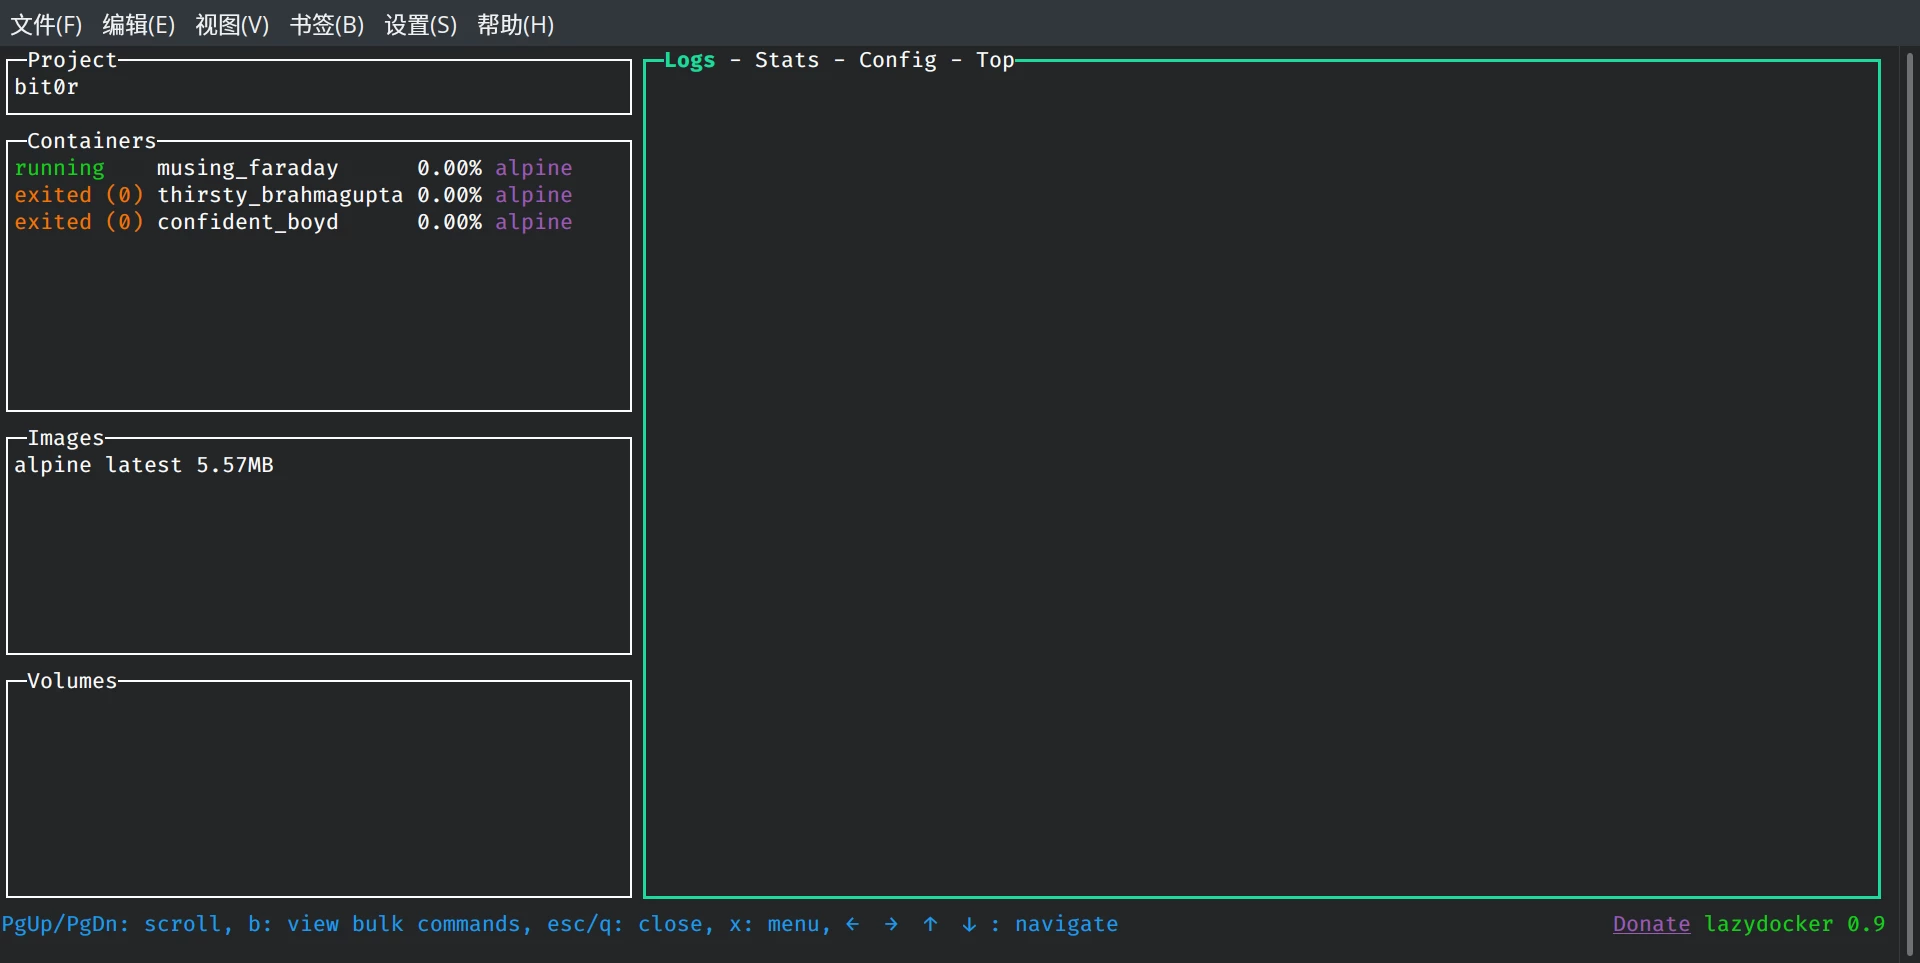 文件(F) 编辑(E) 视图(V) 书签(B) 设置(S) 帮助(H)
Project
bit0r
Containers
running musing_faraday 0.00% alpine
exited (0) thirsty_brahmagupta 0.00% alpine
exited (0) confident_boyd 0.00% alpine
Images
alpine latest 5.57MB
Volumes
Logs - Stats - Config - Top
PgUp/PgDn: scroll, b: view bulk commands, esc/q: close, x: menu, ← → ↑ ↓ : navigate
Donate lazydocker 0.9